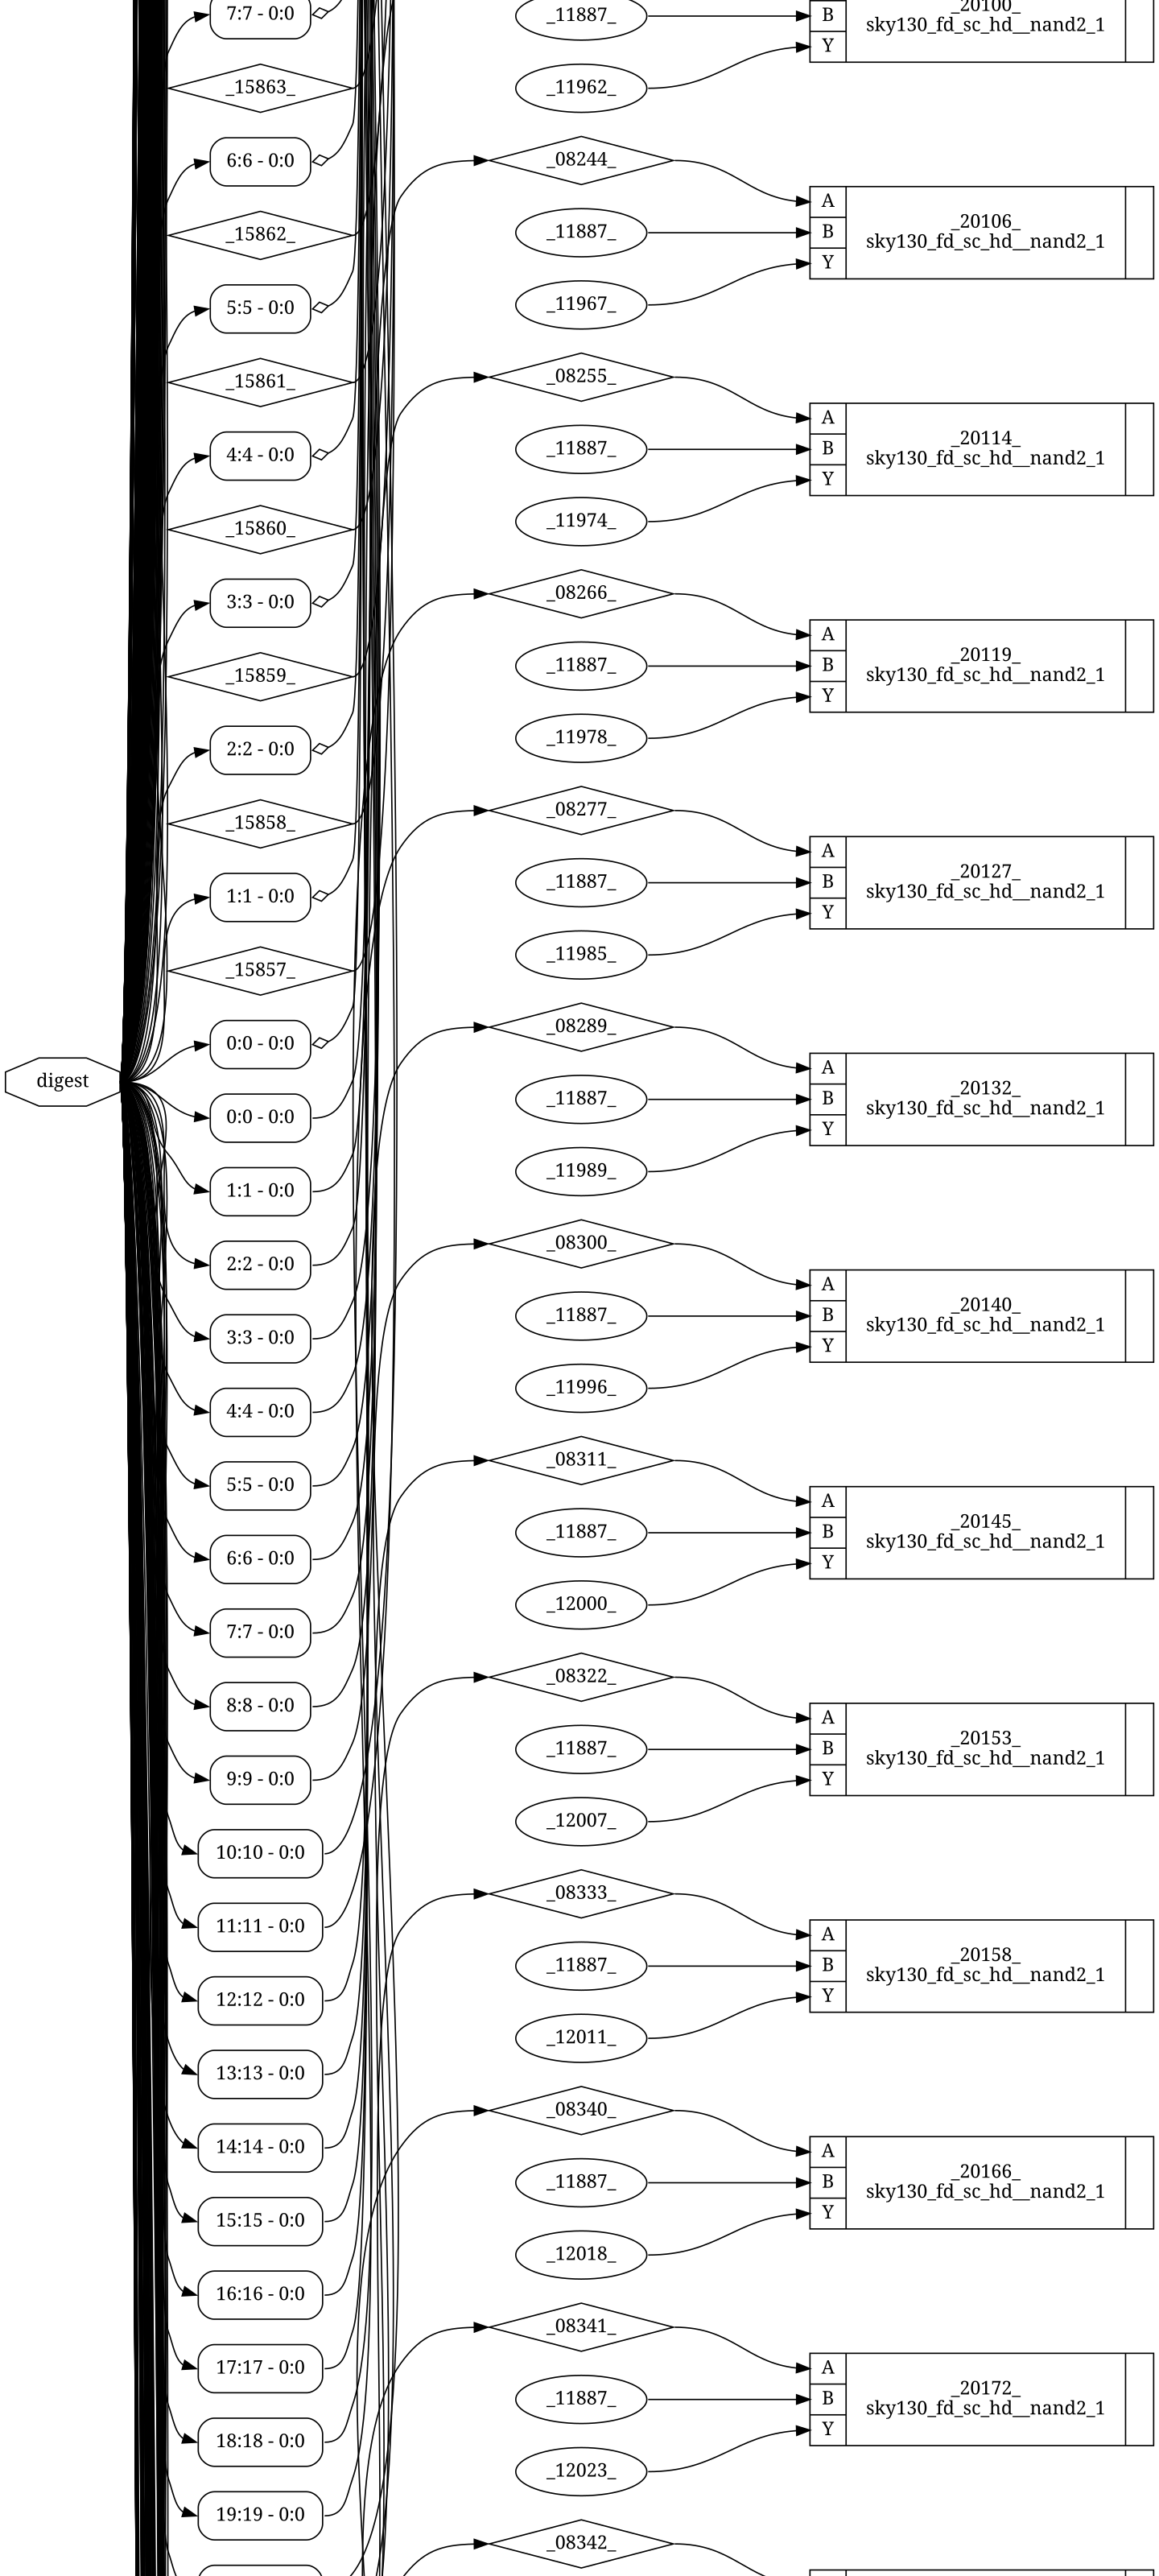 7:7 - 0:0
_15863_
6:6 - 0:0
_15862_
5:5 - 0:0
_15861_
4:4 - 0:0
_15860_
3:3 - 0:0
_15859_
2:2 - 0:0
_15858_
1:1 - 0:0
_15857_
0:0 - 0:0
digest
0:0 - 0:0
1:1 - 0:0
2:2 - 0:0
3:3 - 0:0
4:4 - 0:0
5:5 - 0:0
6:6 - 0:0
7:7 - 0:0
8:8 - 0:0
9:9 - 0:0
10:10 - 0:0
11:11 - 0:0
12:12 - 0:0
13:13 - 0:0
14:14 - 0:0
15:15 - 0:0
16:16 - 0:0
17:17 - 0:0
18:18 - 0:0
19:19 - 0:0
_11887_
_11962_
B
Y
_20100_
sky130_fd_sc_hd__nand2_1
_08244_
_11887_
_11967_
A
B
Y
_20106_
sky130_fd_sc_hd__nand2_1
_08255_
_11887_
_11974_
A
B
Y
_20114_
sky130_fd_sc_hd__nand2_1
_08266_
_11887_
_11978_
A
B
Y
_20119_
sky130_fd_sc_hd__nand2_1
_08277_
_11887_
_11985_
A
B
Y
_20127_
sky130_fd_sc_hd__nand2_1
_08289_
_11887_
_11989_
A
B
Y
_20132_
sky130_fd_sc_hd__nand2_1
_08300_
_11887_
_11996_
A
B
Y
_20140_
sky130_fd_sc_hd__nand2_1
_08311_
_11887_
_12000_
A
B
Y
_20145_
sky130_fd_sc_hd__nand2_1
_08322_
_11887_
_12007_
A
B
Y
_20153_
sky130_fd_sc_hd__nand2_1
_08333_
_11887_
_12011_
A
B
Y
_20158_
sky130_fd_sc_hd__nand2_1
_08340_
_11887_
_12018_
A
B
Y
_20166_
sky130_fd_sc_hd__nand2_1
_08341_
_11887_
_12023_
A
B
Y
_20172_
sky130_fd_sc_hd__nand2_1
_08342_